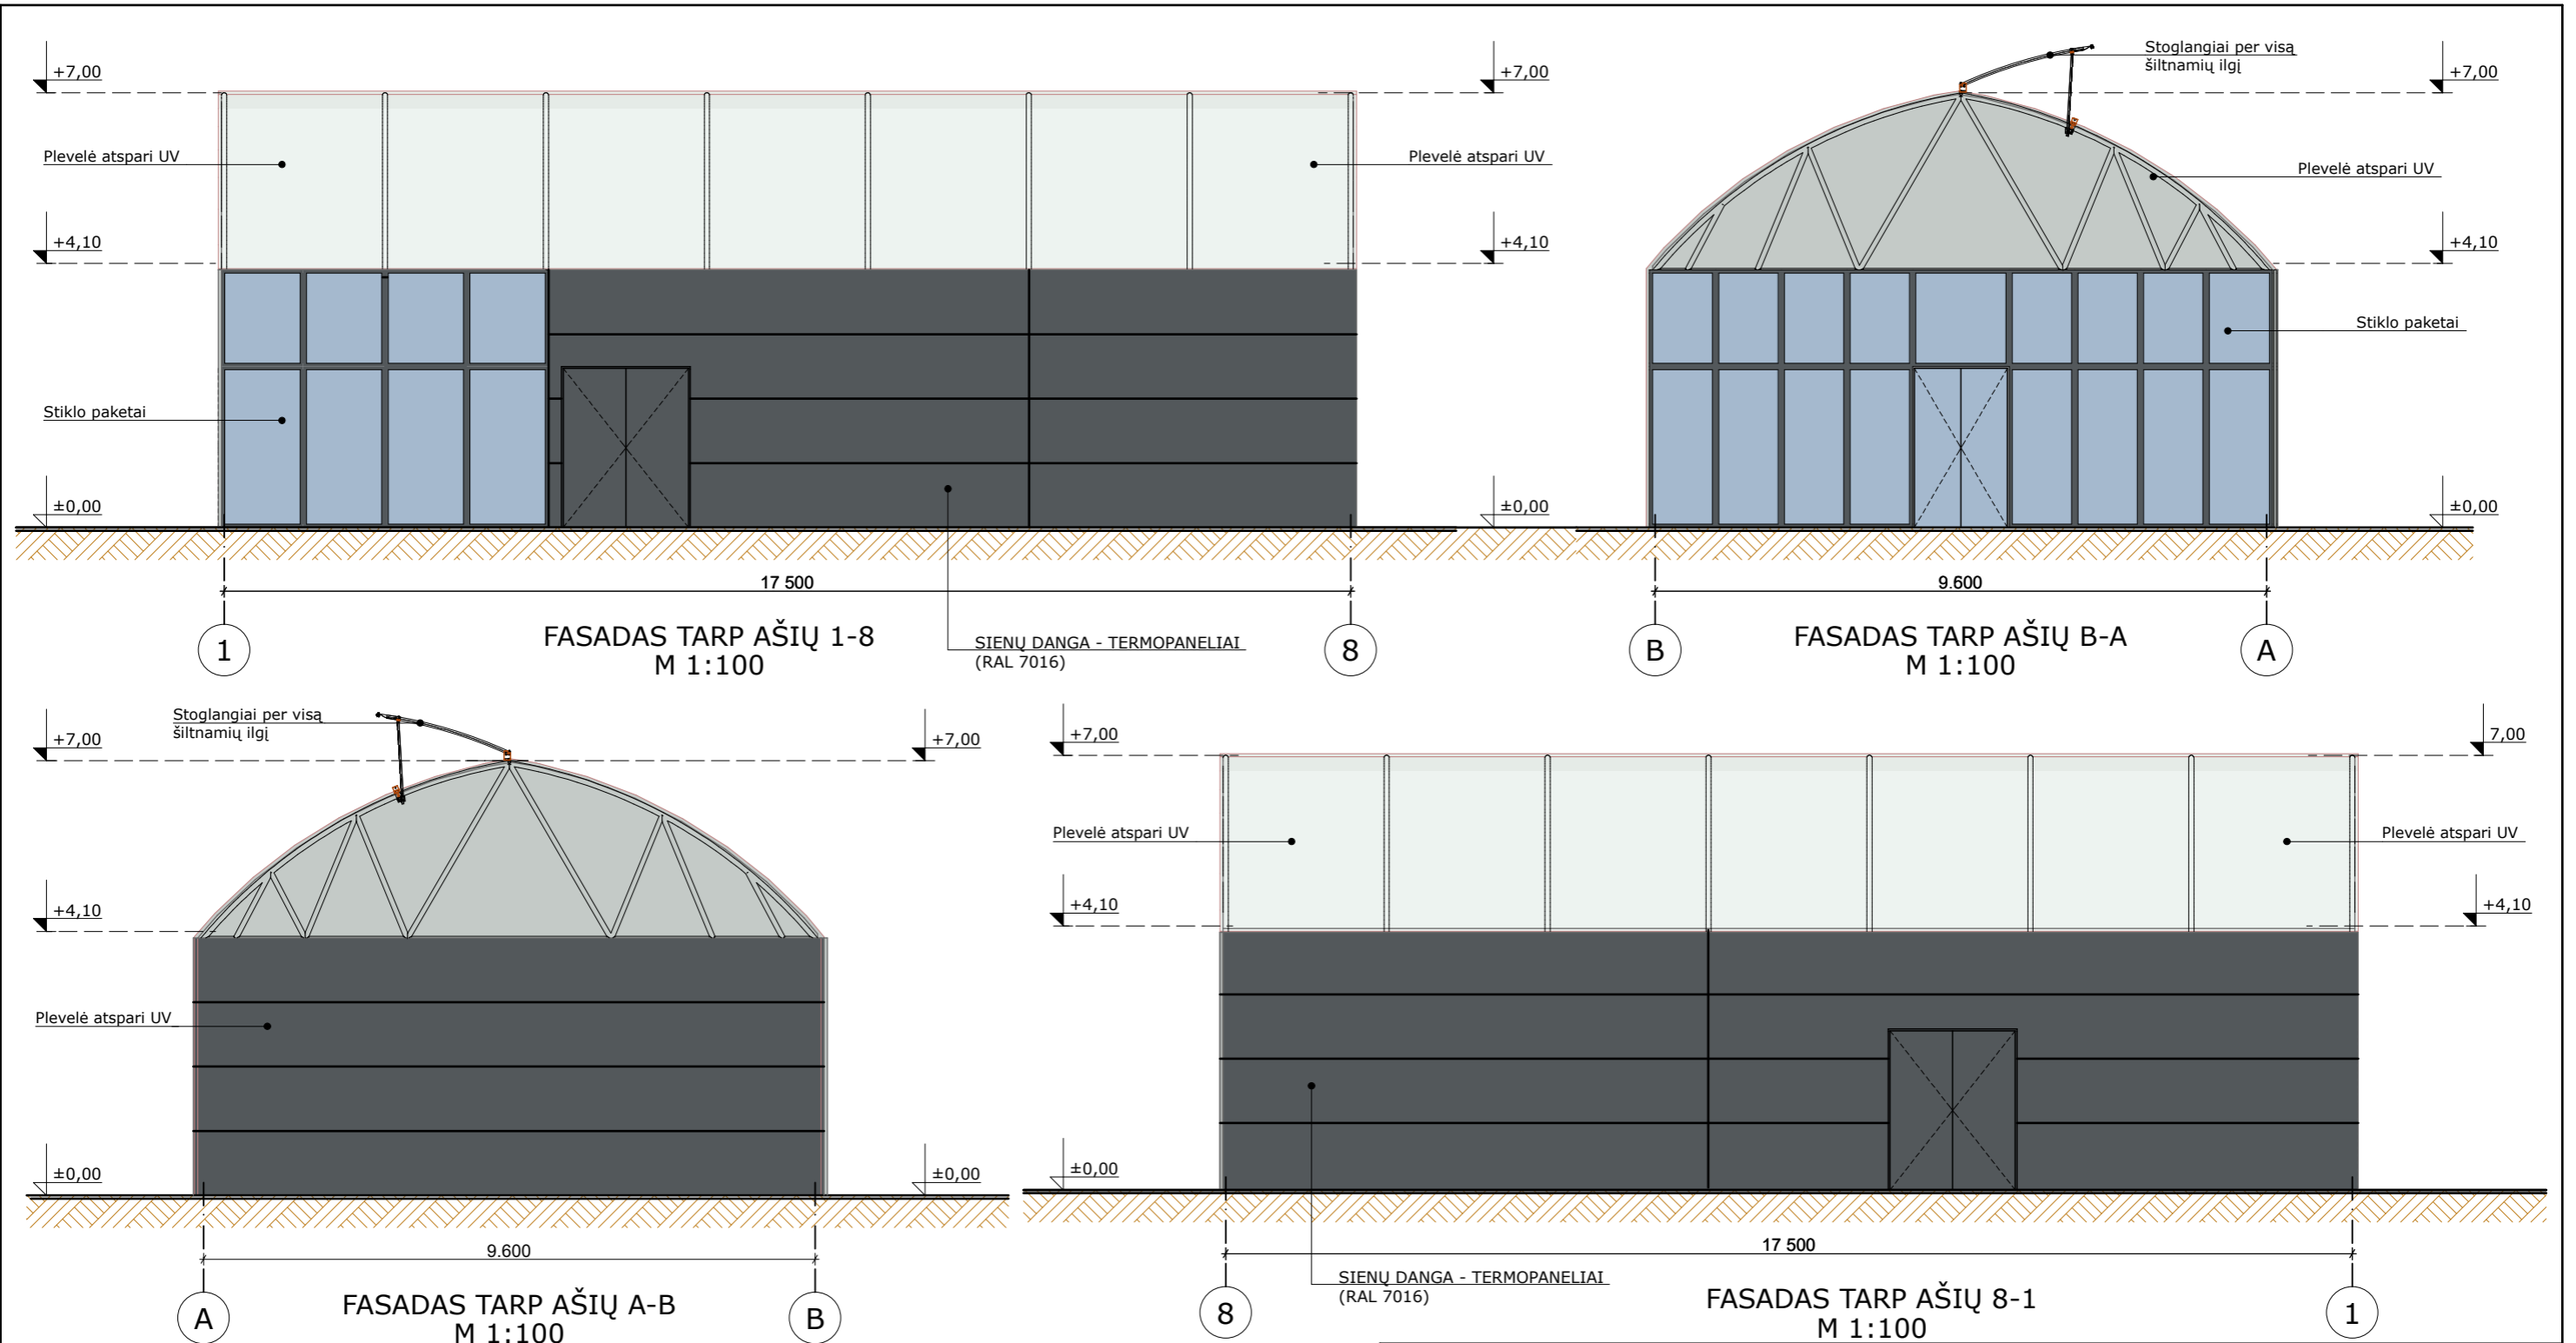 +7,00
+7,00
Plevelė atspari UV
Plevelė atspari UV
+4,10
+4,10
Stiklo paketai
±0,00
±0,00
17 500
1
8
FASADAS TARP AŠIŲ 1-8
M 1:100
SIENŲ DANGA - TERMOPANELIAI
(RAL 7016)
Stoglangiai per visą
šiltnamių ilgį
+7,00
Plevelė atspari UV
+4,10
Stiklo paketai
±0,00
9.600
B
A
FASADAS TARP AŠIŲ B-A
M 1:100
Stoglangiai per visą
šiltnamių ilgį
+7,00
+7,00
+4,10
Plevelė atspari UV
±0,00
±0,00
9.600
A
B
FASADAS TARP AŠIŲ A-B
M 1:100
+7,00
7,00
Plevelė atspari UV
Plevelė atspari UV
+4,10
+4,10
±0,00
17 500
8
1
SIENŲ DANGA - TERMOPANELIAI
(RAL 7016)
FASADAS TARP AŠIŲ 8-1
M 1:100